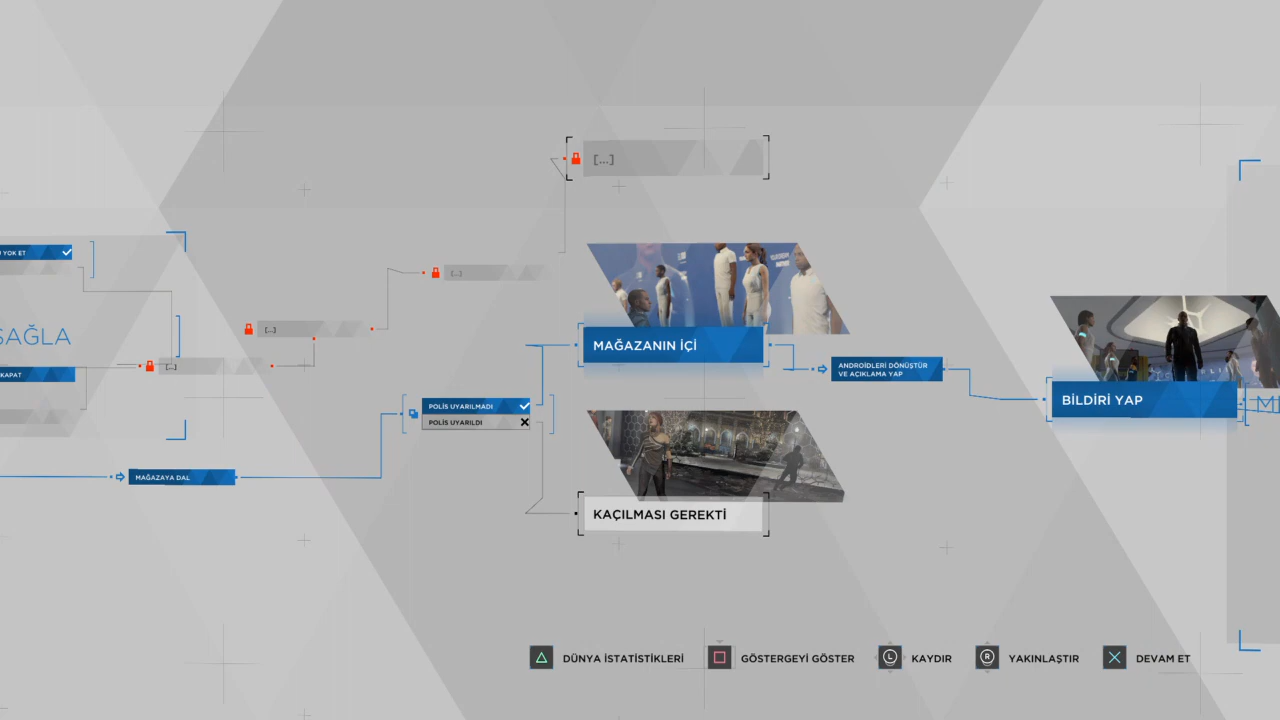 [...]
YOK ET
[...]
[...]
SAĞLA
MAĞAZANIN İÇİ
[...]
KAPAT
ANDROİDLERİ DÖNÜŞTÜR
VE AÇIKLAMA YAP
BİLDİRİ YAP
POLİS UYARILMADI
POLİS UYARILDI
MAĞAZAYA DAL
KAÇILMASI GEREKTİ
DÜNYA İSTATİSTİKLERİ
GÖSTERGEYİ GÖSTER
L KAYDIR
R YAKINLAŞTIR
DEVAM ET